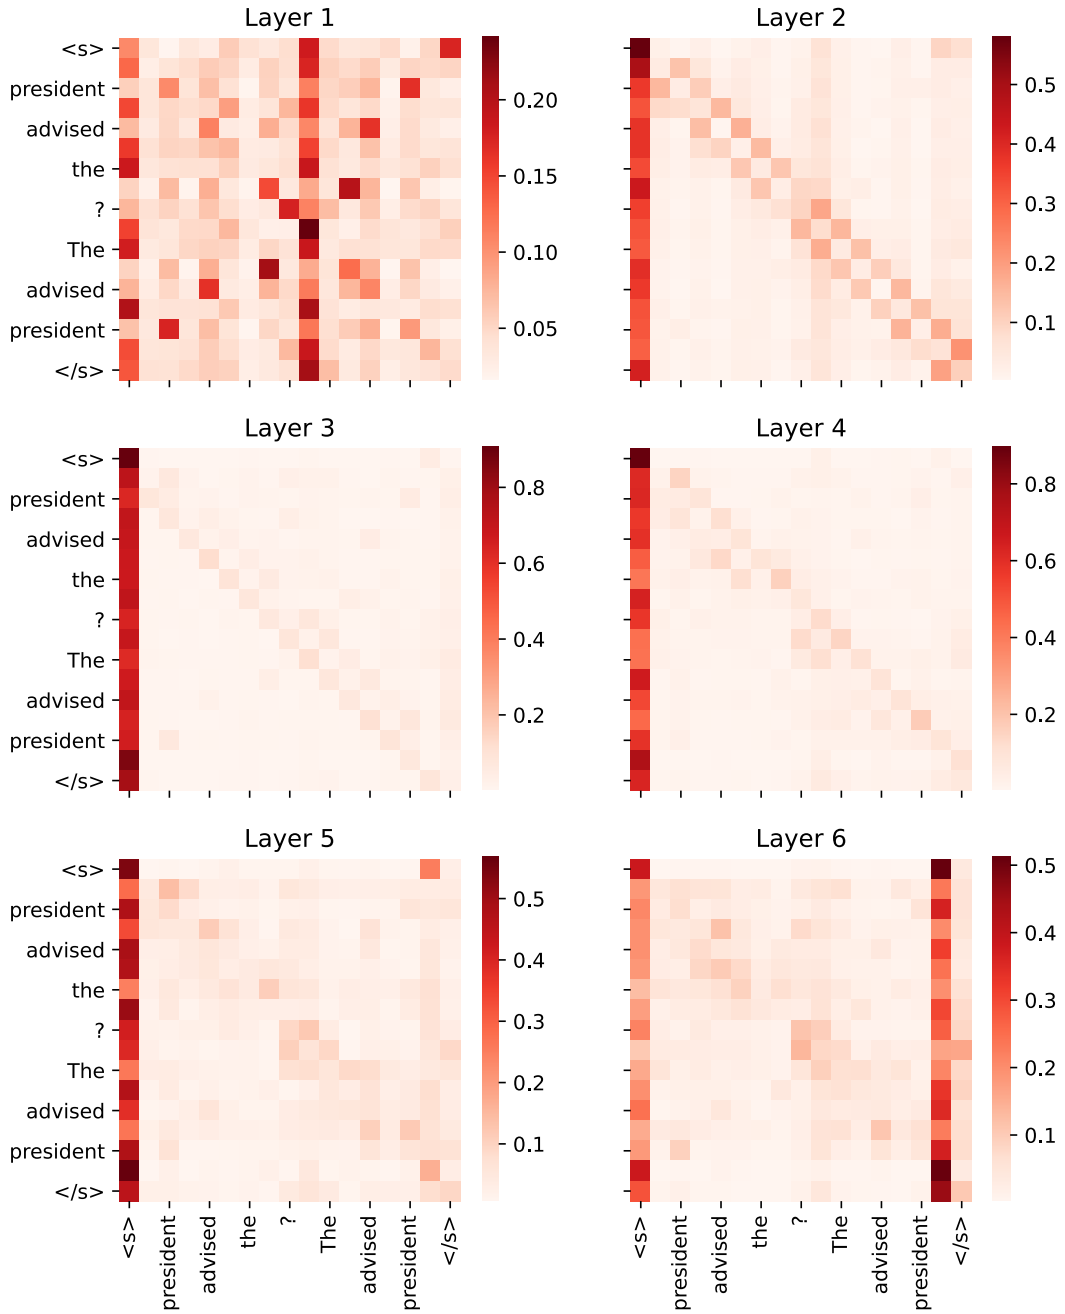 Layer 1
<s>
president
advised
the
?
The
advised
president
</s>
0.20
0.15
0.10
0.05
Layer 2
0.5
0.4
0.3
0.2
0.1
Layer 3
<s>
president
advised
the
?
The
advised
president
</s>
0.8
0.6
0.4
0.2
Layer 4
0.8
0.6
0.4
0.2
Layer 5
<s>
president
advised
the
?
The
advised
president
</s>
0.5
0.4
0.3
0.2
0.1
<s>
president
advised
the
?
The
advised
president
</s>
Layer 6
0.5
0.4
0.3
0.2
0.1
<s>
president
advised
the
?
The
advised
president
</s>